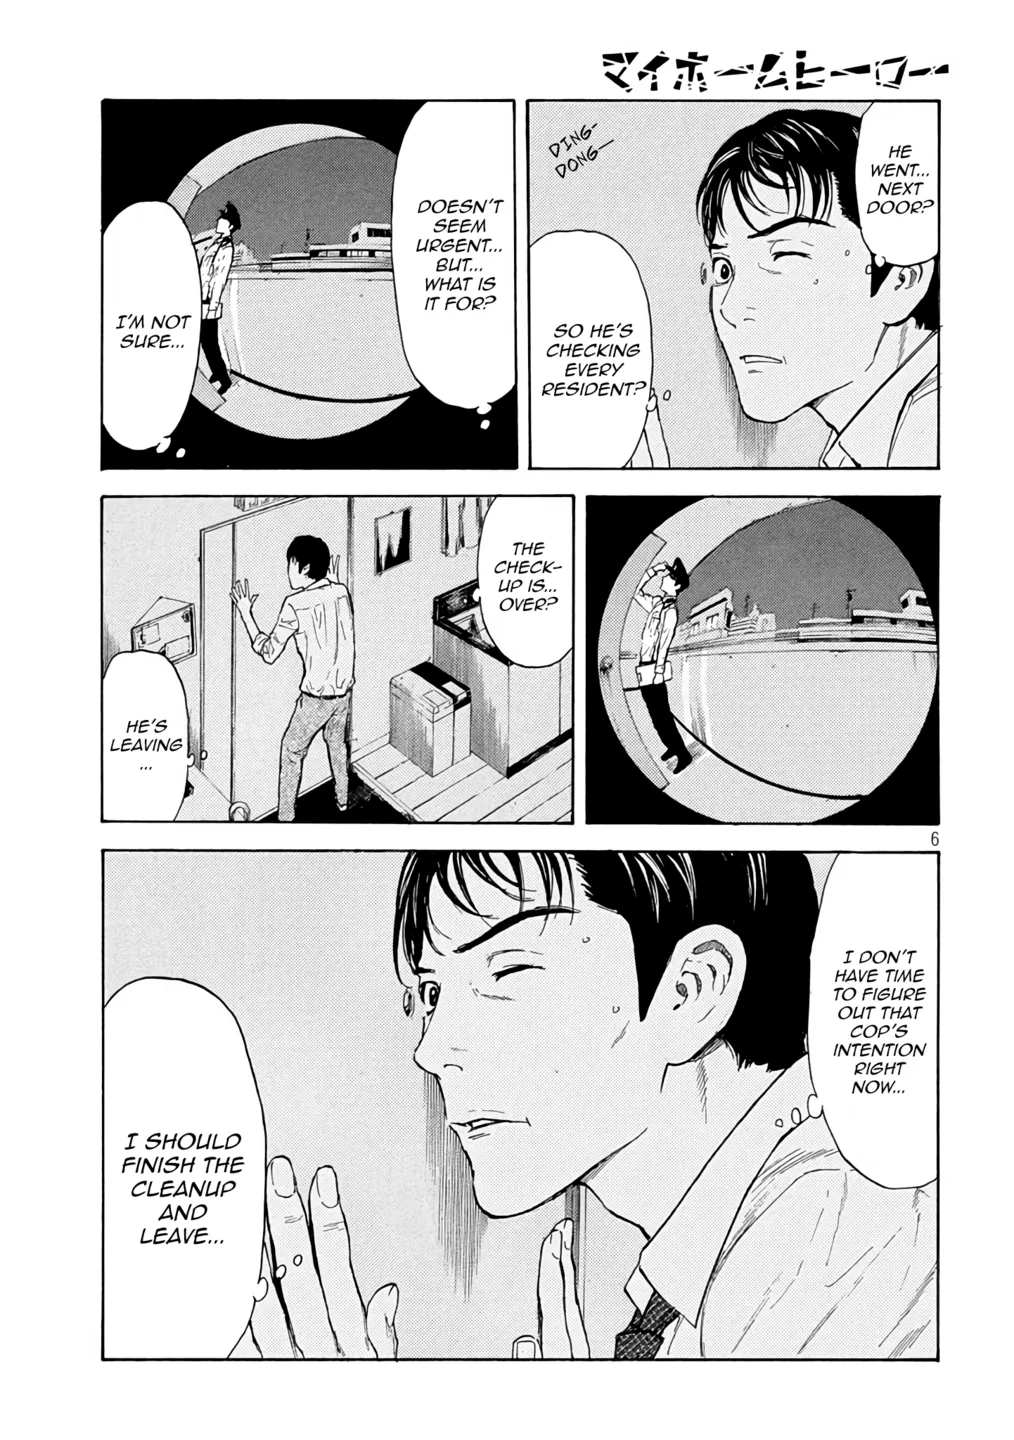 マイホームヒーロー
HE
WENT...
NEXT
DOOR?
DING-
DONG—
SO HE'S
CHECKING
EVERY
RESIDENT?
DOESN'T
SEEM
URGENT...
BUT...
WHAT IS
IT FOR?
I'M NOT
SURE...
THE
CHECK-
UP IS...
OVER?
HE'S
LEAVING
...
6
I DON'T
HAVE TIME
TO FIGURE
OUT THAT
COP'S
INTENTION
RIGHT
NOW...
I SHOULD
FINISH THE
CLEANUP
AND
LEAVE...